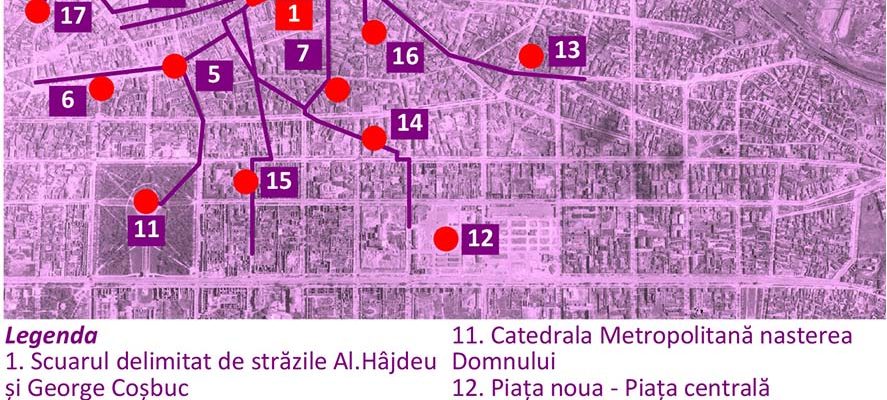 17
1
7
16
13
5
6
14
15
11
12
Legenda
1. Scuarul delimitat de străzile Al.Hâjdeu
și George Coșbuc
11. Catedrala Metropolitană nasterea
Domnului
12. Piața noua - Piața centrală